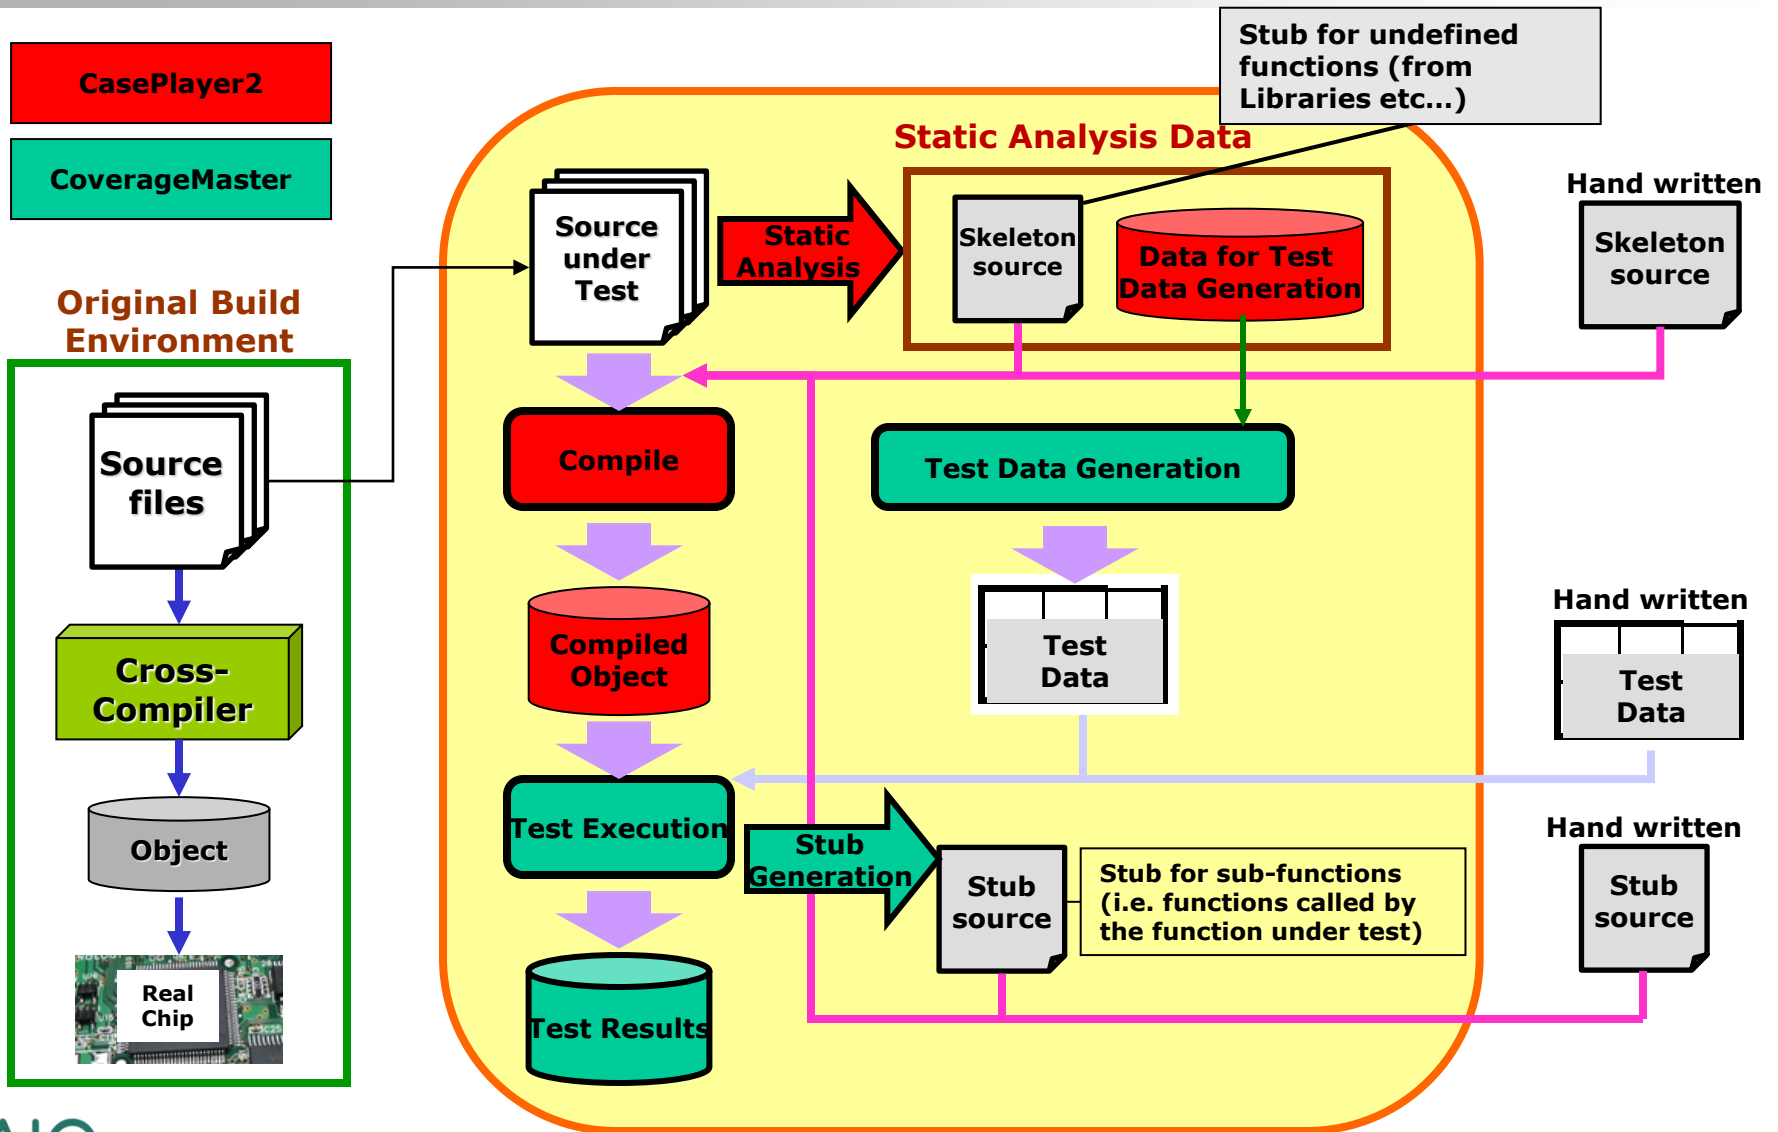 CasePlayer2
CoverageMaster
Original Build
Environment
Source
files
Cross-
Compiler
Object
Real
Chip
Stub for undefined
functions (from
Libraries etc...)
Static Analysis Data
Source
under
Test
Static
Analysis
Skeleton
source
Data for Test
Data Generation
Hand written
Skeleton
source
Compile
Test Data Generation
Compiled
Object
Test
Data
Hand written
Test
Data
Test Execution
Stub
Generation
Stub
source
Stub for sub-functions
(i.e. functions called by
the function under test)
Hand written
Stub
source
Test Results